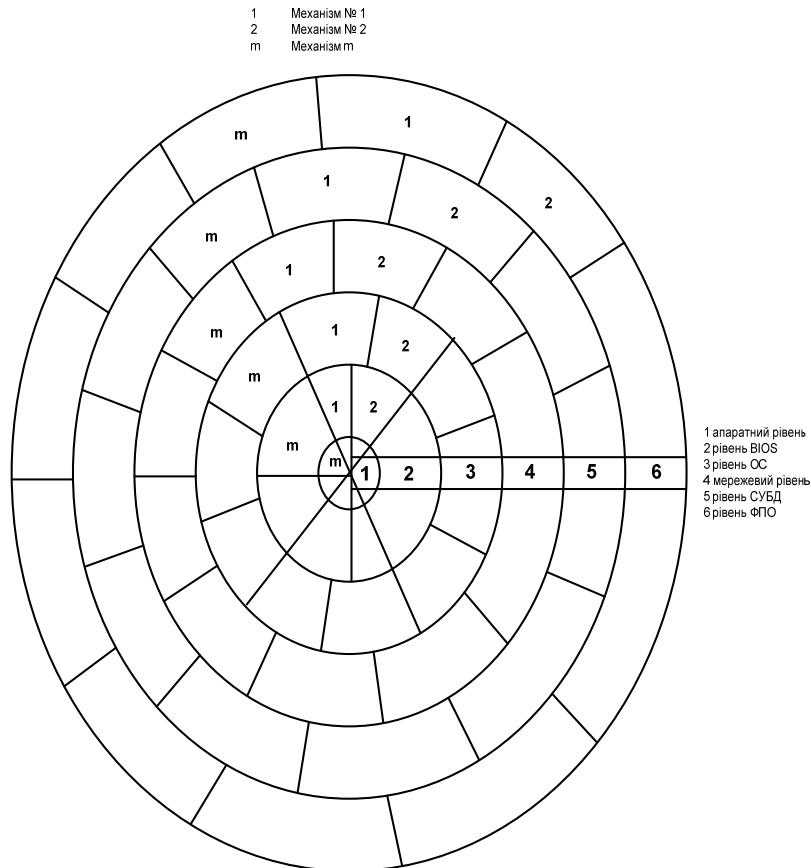 1 Механізм № 1
2 Механізм № 2
m Механізм m
1
m
2
1
2
m
2
1
m
1
2
m
1
2
m
m
1 2 3 4 5 6
1 апаратний рівень
2 рівень BIOS
3 рівень ОС
4 мережевий рівень
5 рівень СУБД
6 рівень ФПО